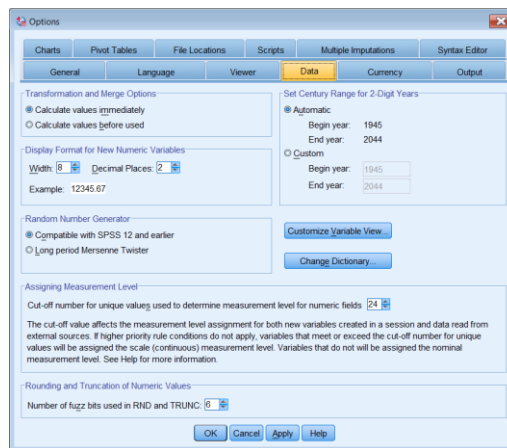 Options
Charts Pivot Tables File Locations Scripts Multiple Imputations Syntax Editor
General Language Viewer Data Currency Output
Transformation and Merge Options
Calculate values immediately
Calculate values before used
Set Century Range for 2-Digit Years
Automatic
Begin year: 1945
End year: 2044
Custom
Begin year: 1945
End year: 2044
Display Format for New Numeric Variables
Width: 8 Decimal Places: 2
Example: 12345.67
Random Number Generator
Compatible with SPSS 12 and earlier
Long period Mersenne Twister
Customize Variable View...
Change Dictionary...
Assigning Measurement Level
Cut-off number for unique values used to determine measurement level for numeric fields 24
The cut-off value affects the measurement level assignment for both new variables created in a session and data read from
external sources. If higher priority rule conditions do not apply, variables that meet or exceed the cut-off number for unique
values will be assigned the scale (continuous) measurement level. Variables that do not will be assigned the nominal
measurement level. See Help for more information.
Rounding and Truncation of Numeric Values
Number of fuzz bits used in RND and TRUNC: 6
OK Cancel Apply Help